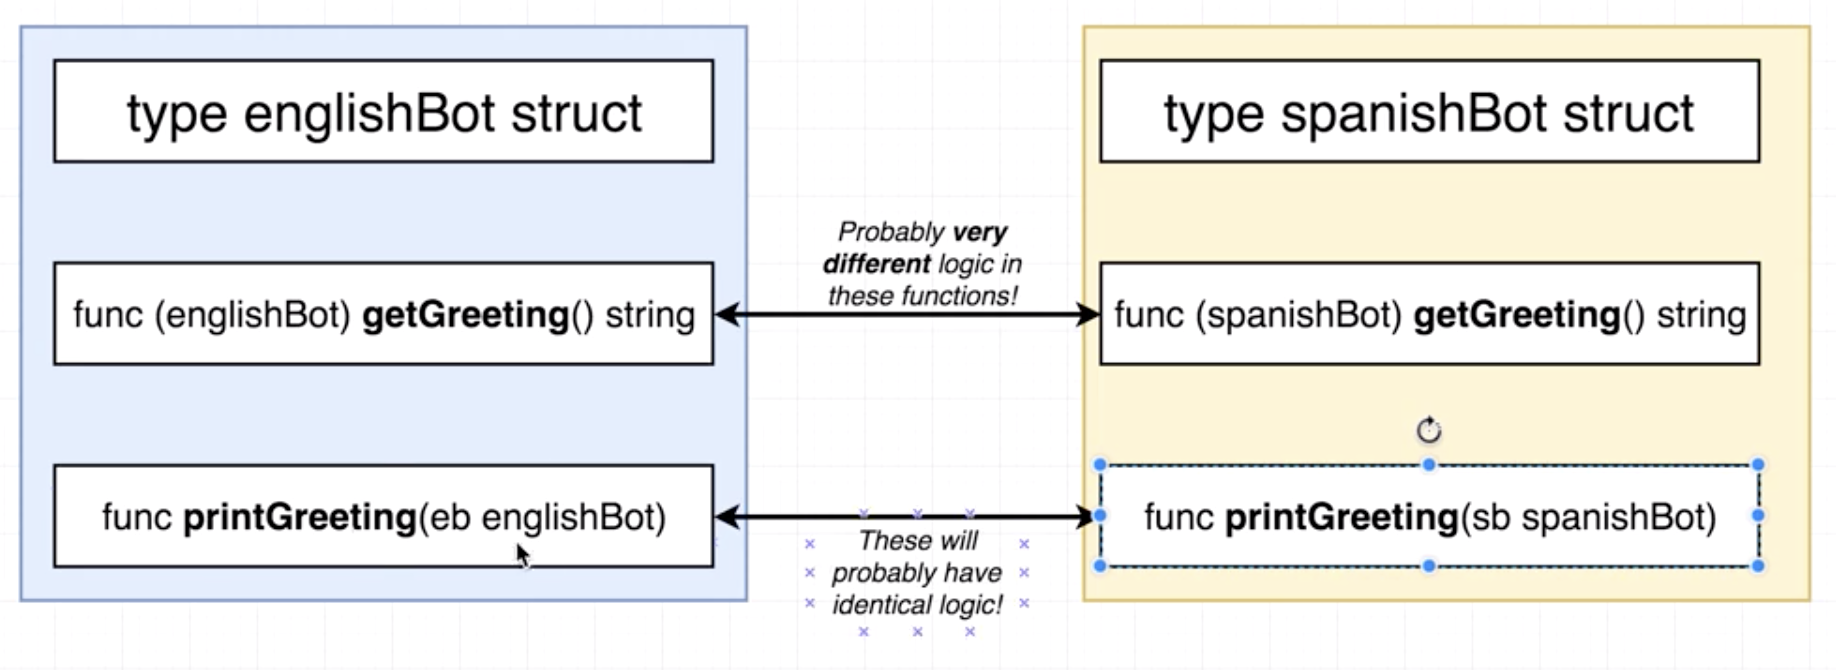 type englishBot struct
type spanishBot struct
Probably very
different logic in
these functions!
func (englishBot) getGreeting() string
func (spanishBot) getGreeting() string
func printGreeting(eb englishBot)
func printGreeting(sb spanishBot)
These will
probably have
identical logic!